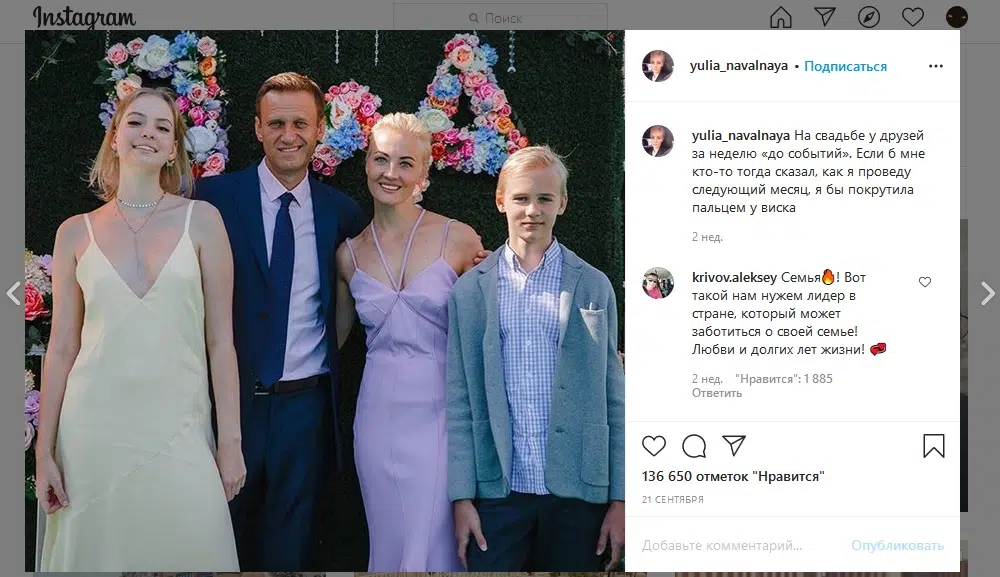 Instagram
Поиск
yulia_navalnaya • Подписаться
yulia_navalnaya На свадьбе у друзей
за неделю «до событий». Если б мне
кто-то тогда сказал, как я проведу
следующий месяц, я бы покрутила
пальцем у виска
2 нед.
krivov.aleksey Семья🔥! Вот
такой нам нужем лидер в
стране, который может
заботиться о своей семье!
Любви и долгих лет жизни! 🥊
2 нед. "Нравится": 1 885
Ответить
136 650 отметок "Нравится"
21 СЕНТЯБРЯ
Добавьте комментарий... Опубликовать